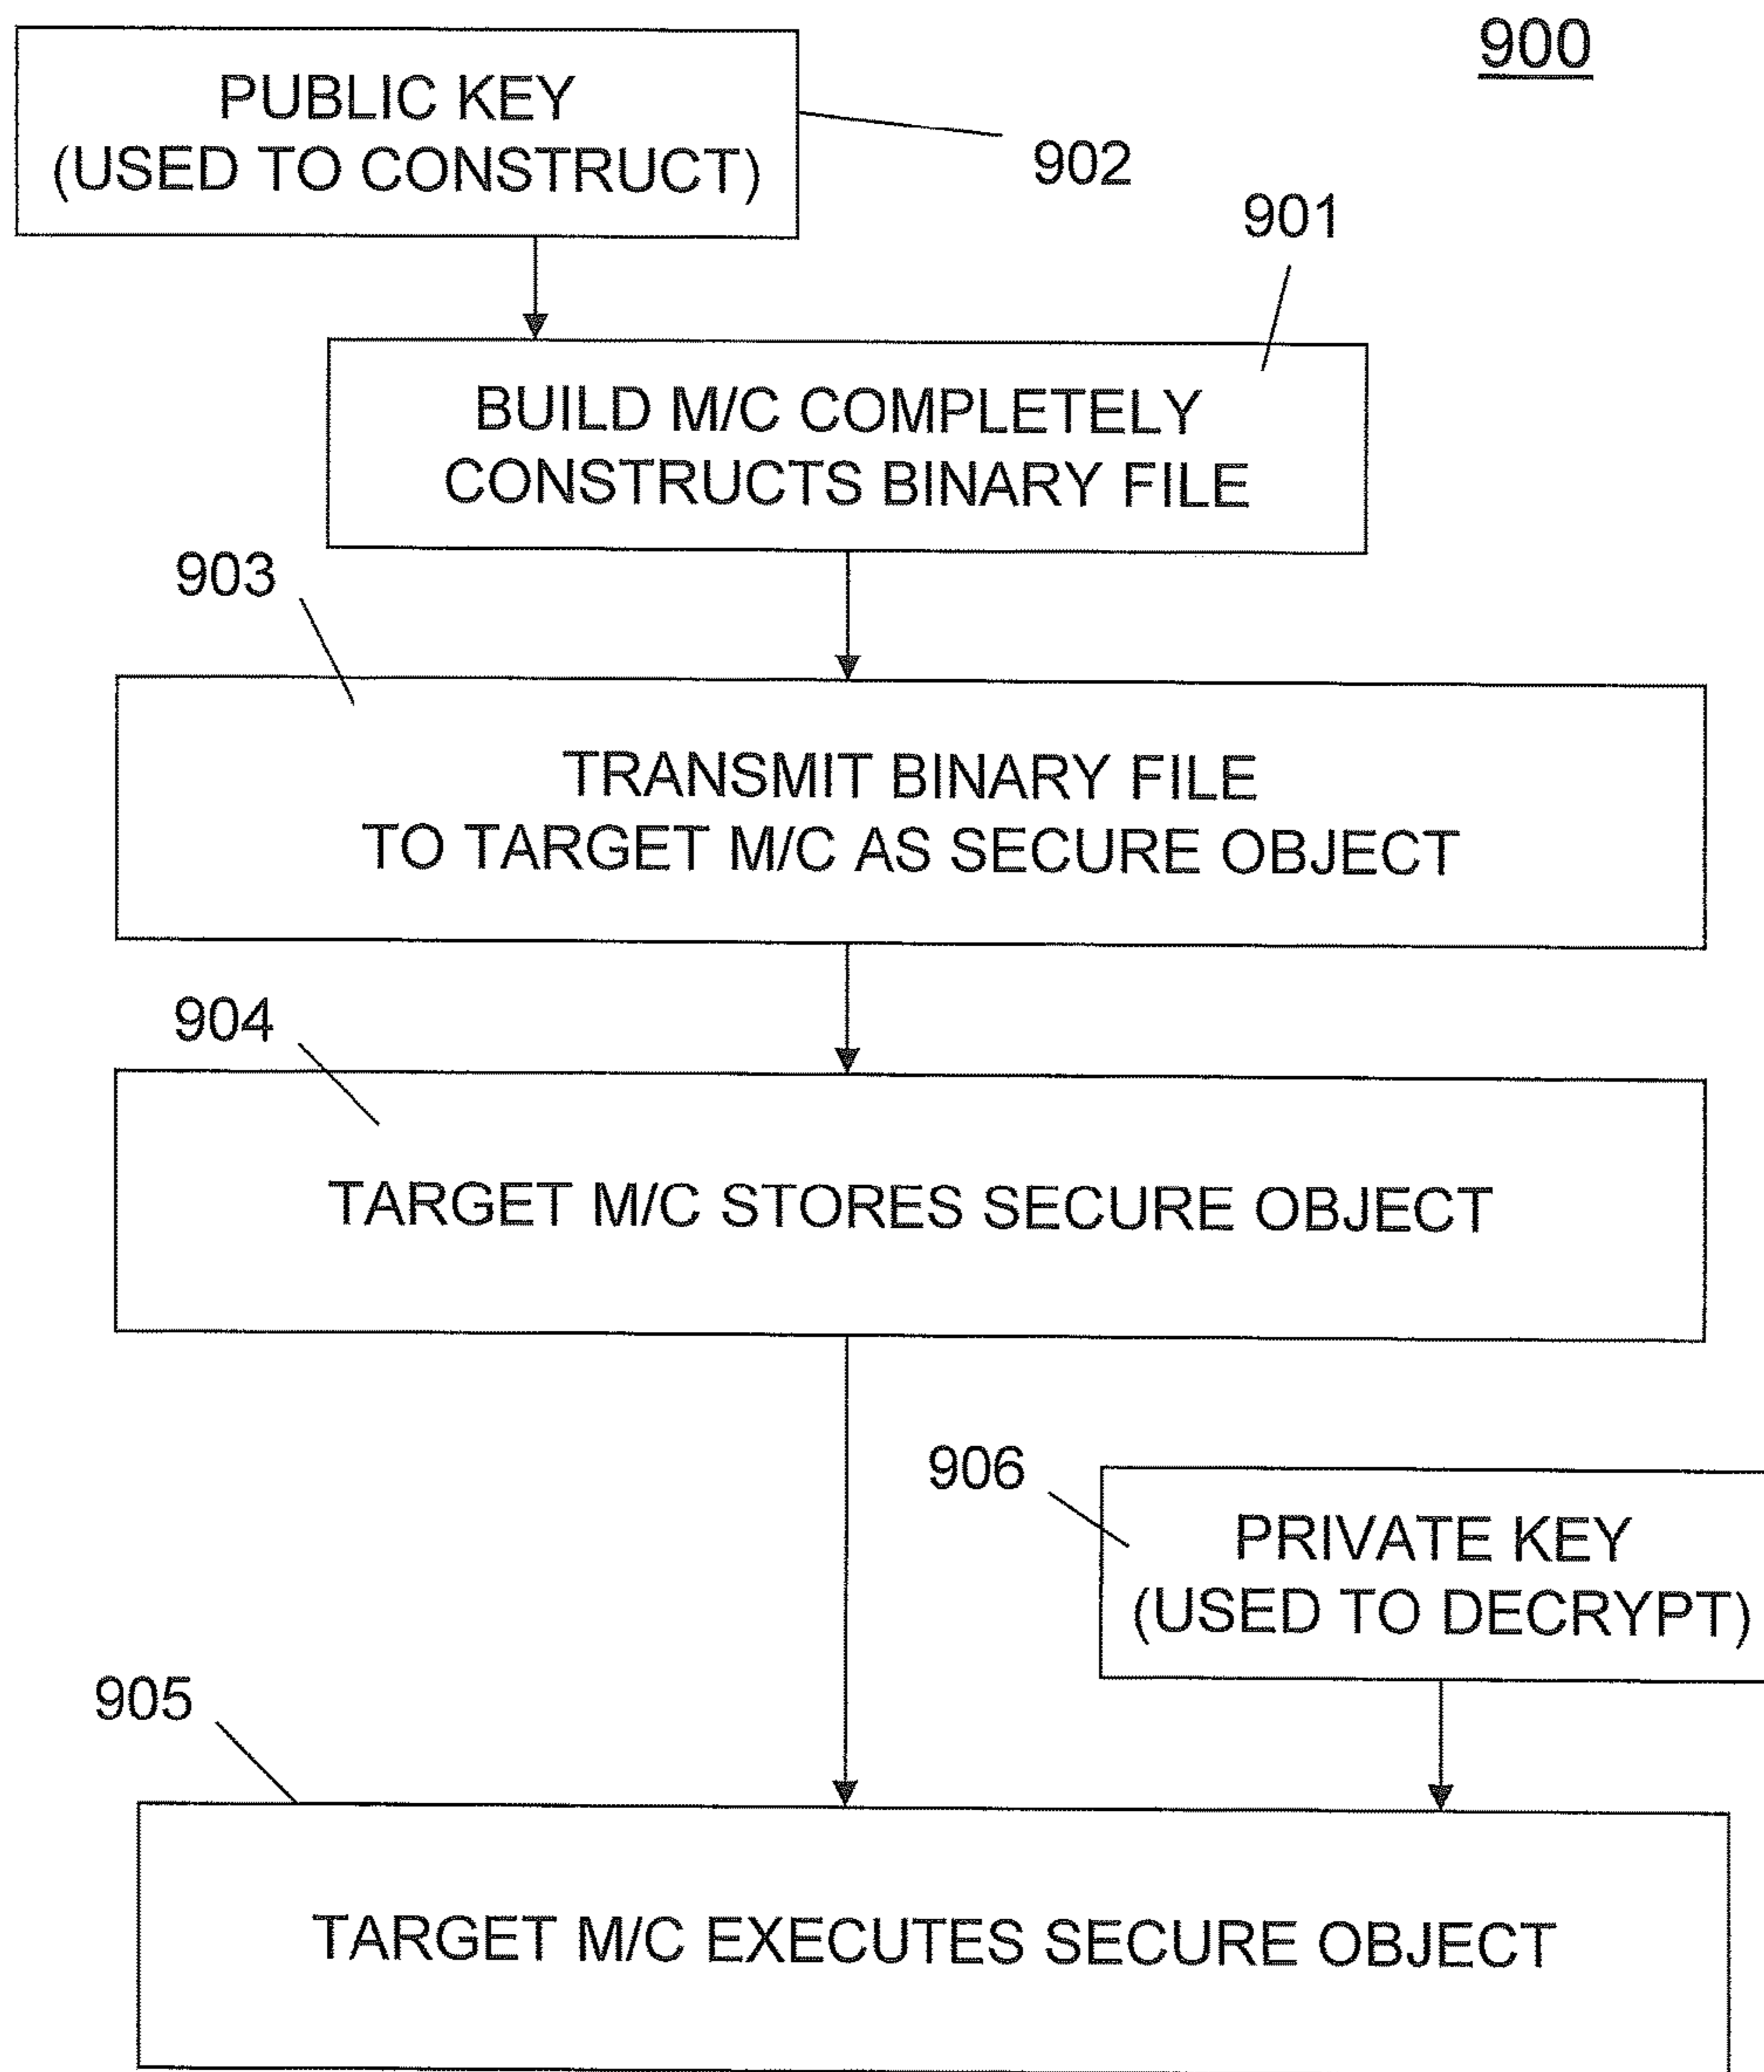 900
PUBLIC KEY
(USED TO CONSTRUCT)
902
901
BUILD M/C COMPLETELY
CONSTRUCTS BINARY FILE
903
TRANSMIT BINARY FILE
TO TARGET M/C AS SECURE OBJECT
904
TARGET M/C STORES SECURE OBJECT
906
PRIVATE KEY
(USED TO DECRYPT)
905
TARGET M/C EXECUTES SECURE OBJECT